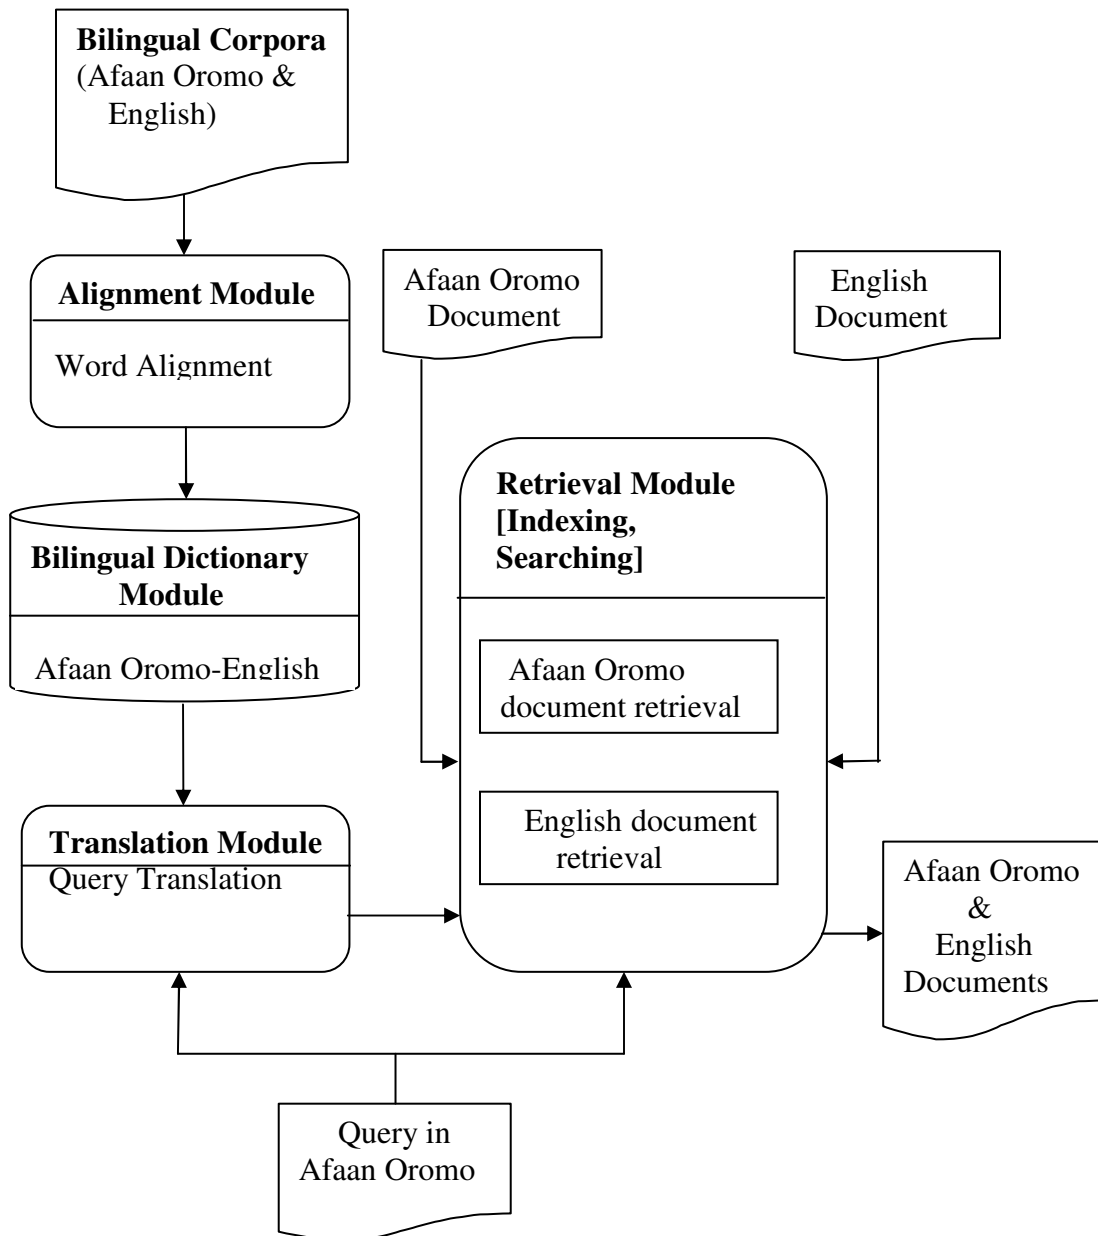 Bilingual Corpora
(Afaan Oromo &
English)
Alignment Module
Word Alignment
Afaan Oromo
Document
English
Document
Retrieval Module
[Indexing,
Searching]
Bilingual Dictionary
Module
Afaan Oromo-English
Afaan Oromo
document retrieval
English document
retrieval
Translation Module
Query Translation
Afaan Oromo
&
English
Documents
Query in
Afaan Oromo